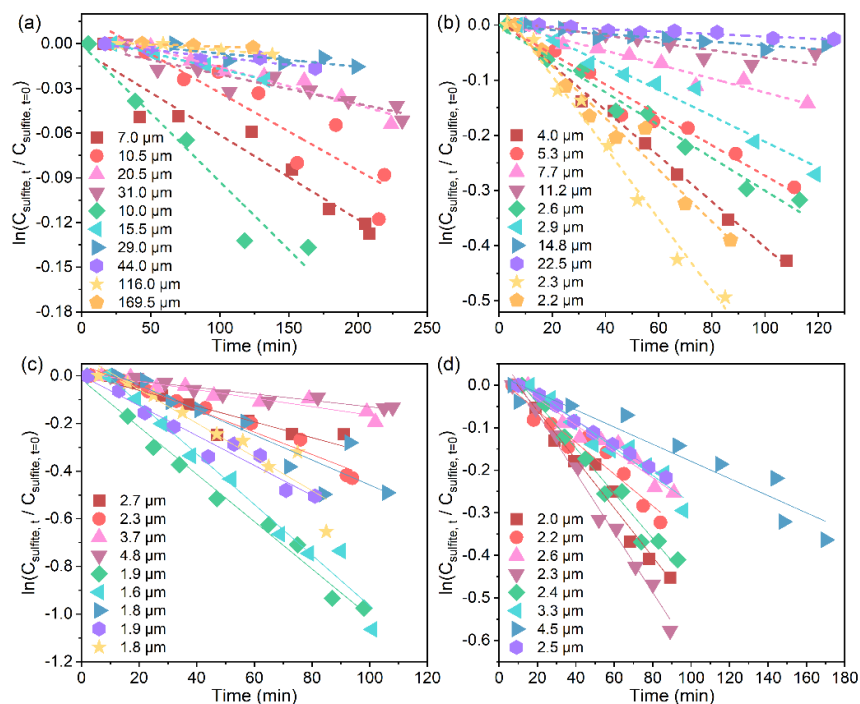 (a)
0.00
-0.03
-0.06
-0.09
-0.12
-0.15
-0.18
ln(C_sulfite, t / C_sulfite, t=0)
7.0 µm
10.5 µm
20.5 µm
31.0 µm
10.0 µm
15.5 µm
29.0 µm
44.0 µm
116.0 µm
169.5 µm
0 50 100 150 200 250
Time (min)
(b)
0.0
-0.1
-0.2
-0.3
-0.4
-0.5
ln(C_sulfite, t / C_sulfite, t=0)
4.0 µm
5.3 µm
7.7 µm
11.2 µm
2.6 µm
2.9 µm
14.8 µm
22.5 µm
2.3 µm
2.2 µm
0 20 40 60 80 100 120
Time (min)
(c)
0.0
-0.2
-0.4
-0.6
-0.8
-1.0
-1.2
ln(C_sulfite, t / C_sulfite, t=0)
2.7 µm
2.3 µm
3.7 µm
4.8 µm
1.9 µm
1.6 µm
1.8 µm
1.9 µm
1.8 µm
0 20 40 60 80 100 120
Time (min)
(d)
0.0
-0.1
-0.2
-0.3
-0.4
-0.5
-0.6
ln(C_sulfite, t / C_sulfite, t=0)
2.0 µm
2.2 µm
2.6 µm
2.3 µm
2.4 µm
3.3 µm
4.5 µm
2.5 µm
0 20 40 60 80 100 120 140 160 180
Time (min)